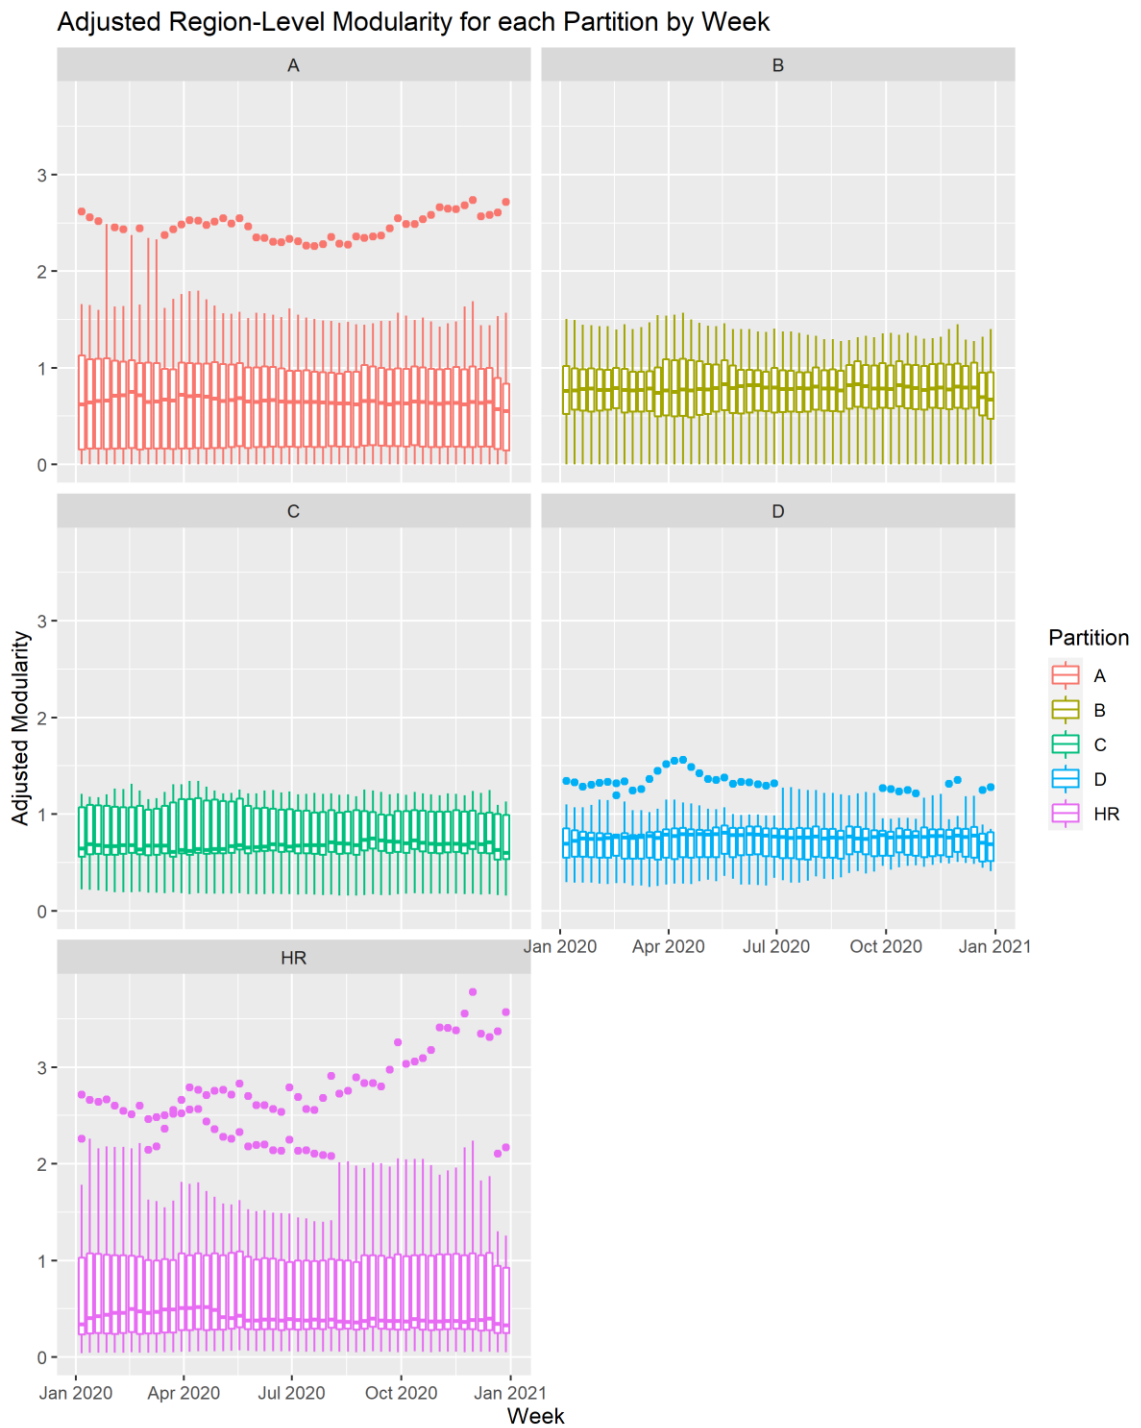 Adjusted Region-Level Modularity for each Partition by Week
A
B
3
2
1
0
C
D
3
2
1
0
Jan 2020 Apr 2020 Jul 2020 Oct 2020 Jan 2021
HR
3
2
1
0
Jan 2020 Apr 2020 Jul 2020 Oct 2020 Jan 2021
Week
Adjusted Modularity
Partition
A
B
C
D
HR